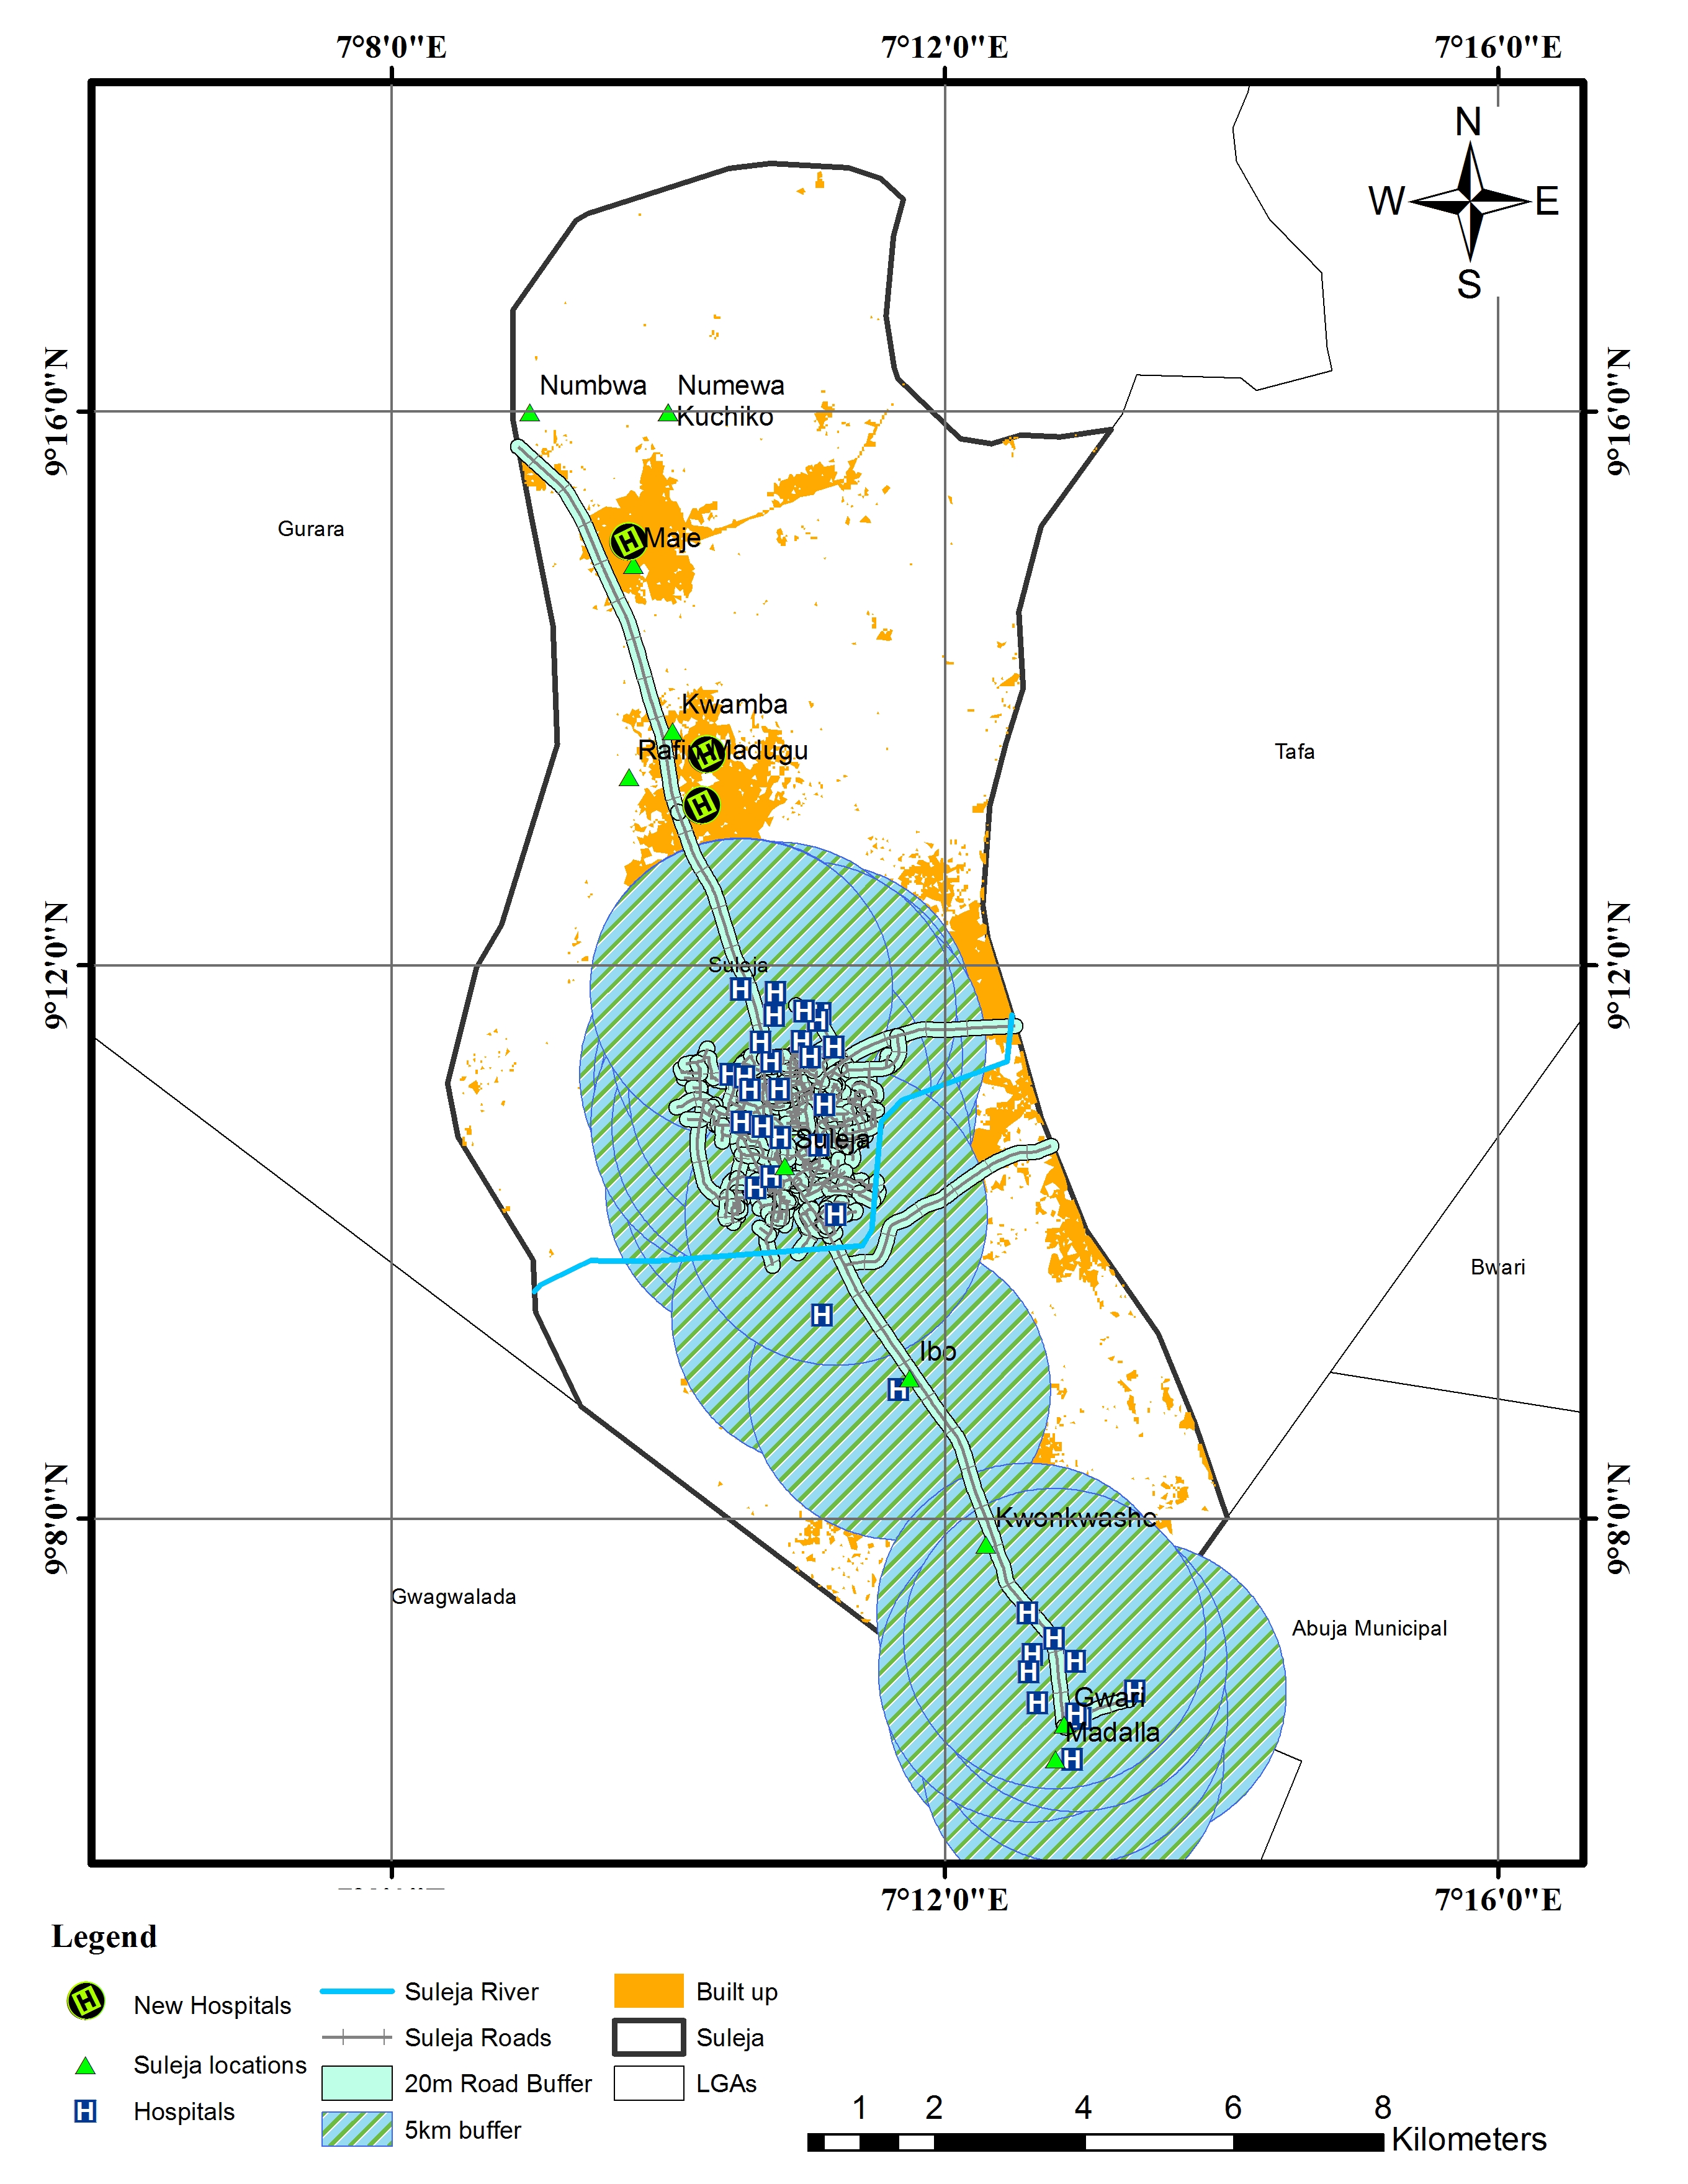 7°8'0"E 7°12'0"E 7°16'0"E
N
W E
S
9°16'0"N 9°16'0"N
Numbwa Numewa
Kuchiko
Gurara
Maje
Kwamba
Rafin Madugu
Tafa
9°12'0"N 9°12'0"N
Suleja
Suleja
Bwari
Ibo
9°8'0"N 9°8'0"N
Gwagwalada
Abuja Municipal
Gwari
Madalla
7°12'0"E 7°16'0"E
Legend
H New Hospitals
Suleja locations
H Hospitals
Suleja River
Suleja Roads
20m Road Buffer
5km buffer
Built up
Suleja
LGAs
1 2 4 6 8
Kilometers